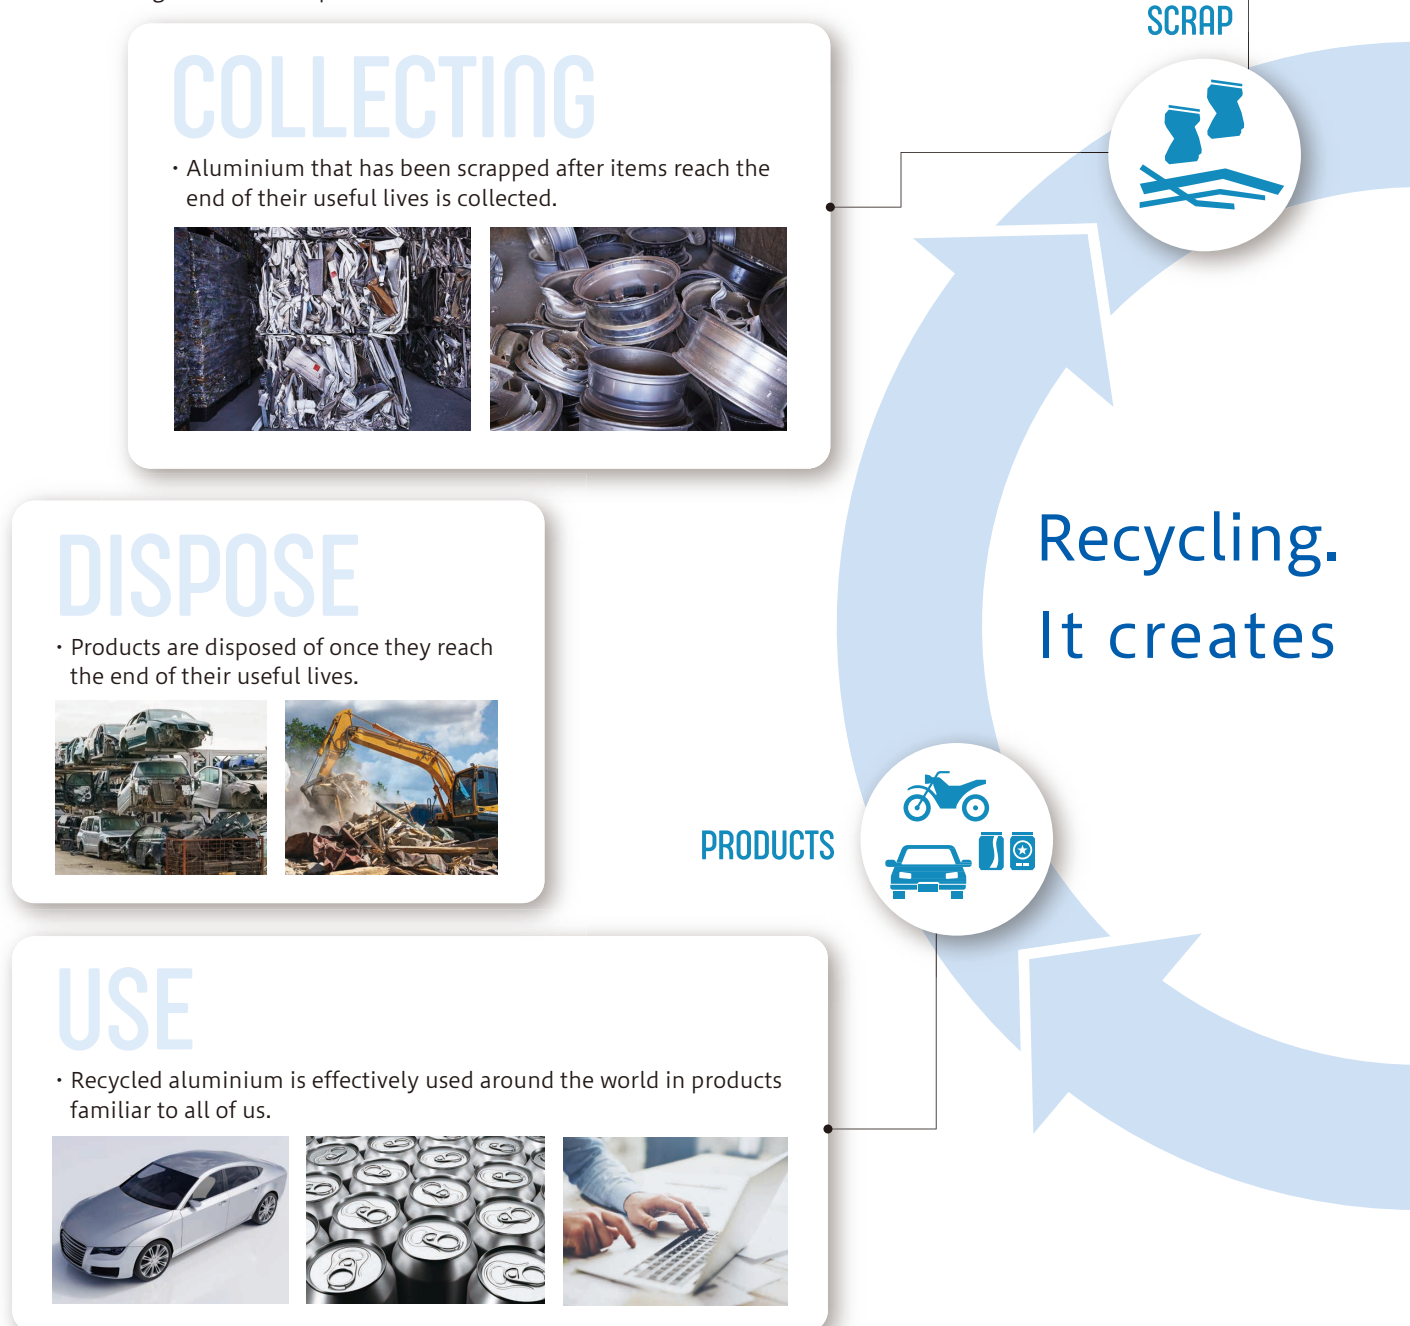 SCRAP
COLLECTING
・Aluminium that has been scrapped after items reach the
end of their useful lives is collected.
DISPOSE
・Products are disposed of once they reach
the end of their useful lives.
Recycling.
It creates
PRODUCTS
USE
・Recycled aluminium is effectively used around the world in products
familiar to all of us.